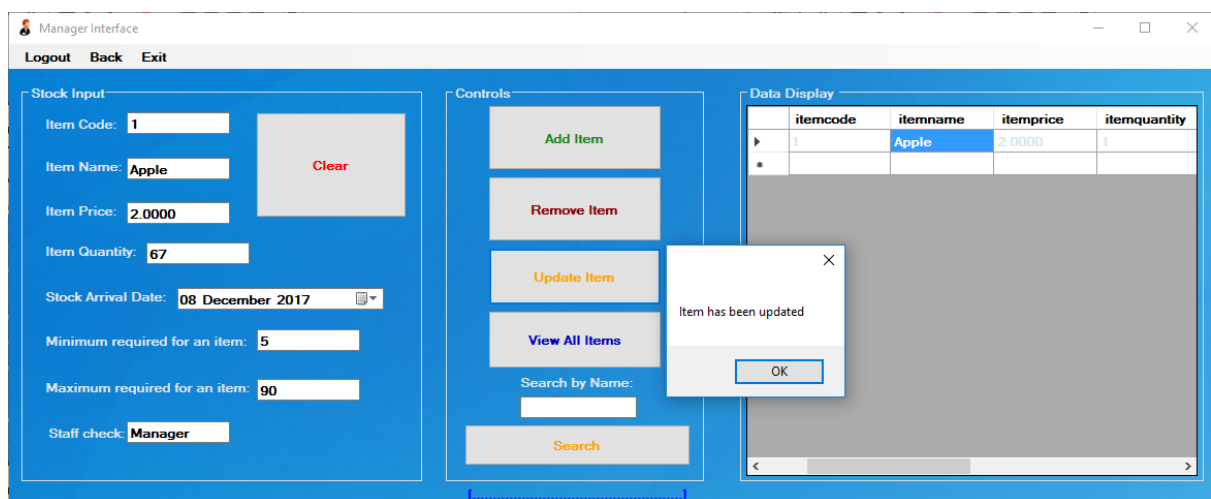 Manager Interface
Logout Back Exit
Stock Input
Item Code: 1
Item Name: Apple
Item Price: 2.0000
Item Quantity: 67
Stock Arrival Date: 08 December 2017
Minimum required for an item: 5
Maximum required for an item: 90
Staff check: Manager
Clear
Controls
Add Item
Remove Item
Update Item
View All Items
Search by Name:
Search
[..................................................]
Data Display
itemcode itemname itemprice itemquantity
1 Apple 2.0000 1
Item has been updated
OK